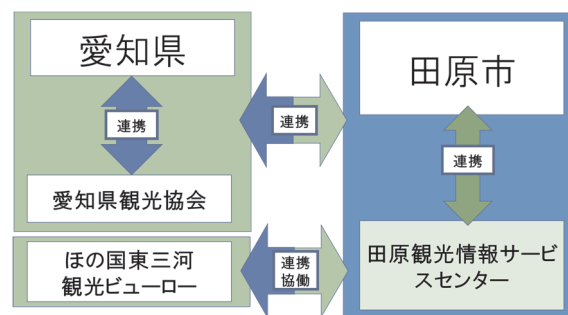 愛知県
連携
愛知県観光協会
ほの国東三河
観光ビューロー
連携
連携
協働
田原市
連携
田原観光情報サービ
スセンター